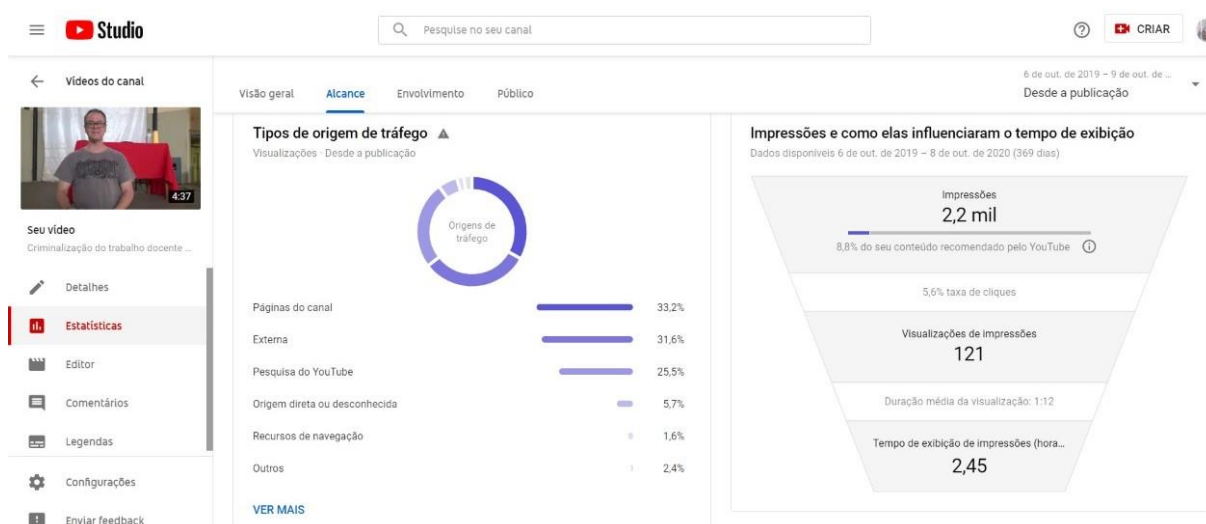 Studio
Pesquise no seu canal
CRIAR
Vídeos do canal
4:37
Seu vídeo
Criminalização do trabalho docente ...
Detalhes
Estatísticas
Editor
Comentários
Legendas
Configurações
Enviar feedback
Visão geral
Alcance
Envolvimento
Público
6 de out. de 2019 – 9 de out. de ...
Desde a publicação
Tipos de origem de tráfego
Visualizações · Desde a publicação
Origens de
tráfego
Páginas do canal 33,2%
Externa 31,6%
Pesquisa do YouTube 25,5%
Origem direta ou desconhecida 5,7%
Recursos de navegação 1,6%
Outros 2,4%
VER MAIS
Impressões e como elas influenciaram o tempo de exibição
Dados disponíveis 6 de out. de 2019 – 8 de out. de 2020 (369 dias)
Impressões
2,2 mil
8,8% do seu conteúdo recomendado pelo YouTube
5,6% taxa de cliques
Visualizações de impressões
121
Duração média da visualização: 1:12
Tempo de exibição de impressões (hora...
2,45